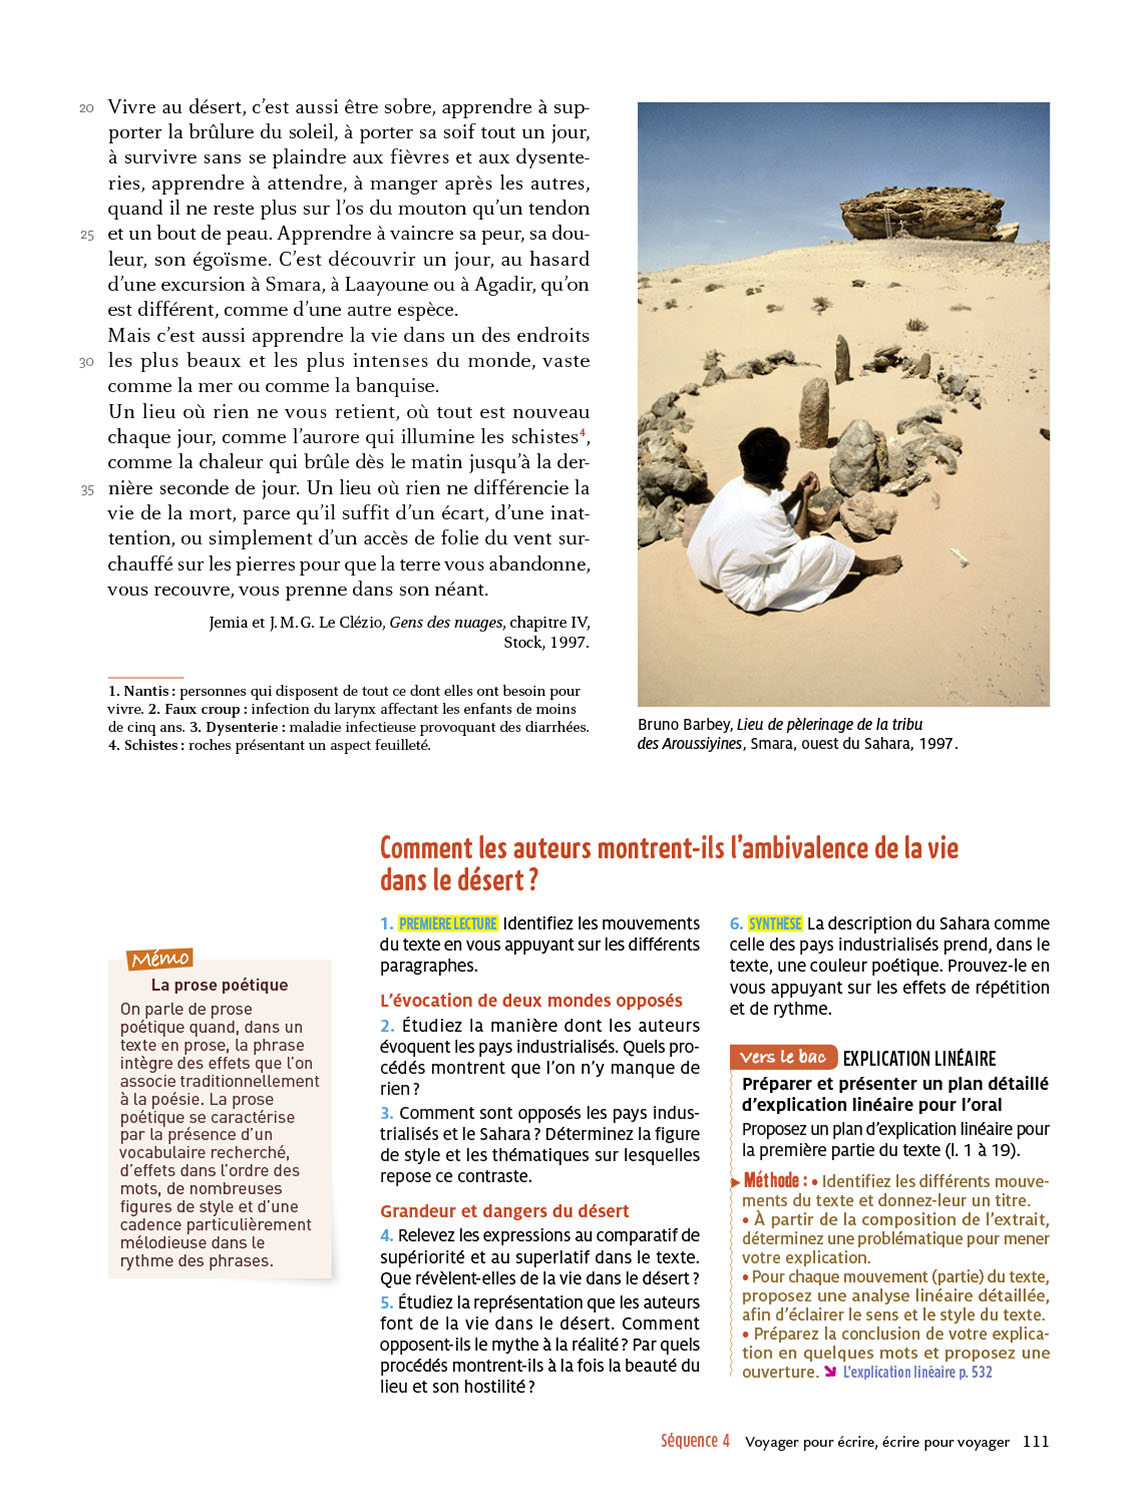 20 Vivre au désert, c’est aussi être sobre, apprendre à sup-
porter la brûlure du soleil, à porter sa soif tout un jour,
à survivre sans se plaindre aux fièvres et aux dysente-
ries, apprendre à attendre, à manger après les autres,
quand il ne reste plus sur l’os du mouton qu’un tendon
25 et un bout de peau. Apprendre à vaincre sa peur, sa dou-
leur, son égoïsme. C’est découvrir un jour, au hasard
d’une excursion à Smara, à Laayoune ou à Agadir, qu’on
est différent, comme d’une autre espèce.
Mais c’est aussi apprendre la vie dans un des endroits
30 les plus beaux et les plus intenses du monde, vaste
comme la mer ou comme la banquise.
Un lieu où rien ne vous retient, où tout est nouveau
chaque jour, comme l’aurore qui illumine les schistes4,
comme la chaleur qui brûle dès le matin jusqu’à la der-
35 nière seconde de jour. Un lieu où rien ne différencie la
vie de la mort, parce qu’il suffit d’un écart, d’une inat-
tention, ou simplement d’un accès de folie du vent sur-
chauffé sur les pierres pour que la terre vous abandonne,
vous recouvre, vous prenne dans son néant.
Jemia et J. M. G. Le Clézio, Gens des nuages, chapitre IV,
Stock, 1997.
1. Nantis : personnes qui disposent de tout ce dont elles ont besoin pour
vivre. 2. Faux croup : infection du larynx affectant les enfants de moins
de cinq ans. 3. Dysenterie : maladie infectieuse provoquant des diarrhées.
4. Schistes : roches présentant un aspect feuilleté.
Bruno Barbey, Lieu de pèlerinage de la tribu
des Aroussiyines, Smara, ouest du Sahara, 1997.
Comment les auteurs montrent-ils l’ambivalence de la vie
dans le désert ?
Mémo
La prose poétique
On parle de prose
poétique quand, dans un
texte en prose, la phrase
intègre des effets que l’on
associe traditionnellement
à la poésie. La prose
poétique se caractérise
par la présence d’un
vocabulaire recherché,
d’effets dans l’ordre des
mots, de nombreuses
figures de style et d’une
cadence particulièrement
mélodieuse dans le
rythme des phrases.
1. PREMIÈRE LECTURE Identifiez les mouvements
du texte en vous appuyant sur les différents
paragraphes.
L’évocation de deux mondes opposés
2. Étudiez la manière dont les auteurs
évoquent les pays industrialisés. Quels pro-
cédés montrent que l’on n’y manque de
rien ?
3. Comment sont opposés les pays indus-
trialisés et le Sahara ? Déterminez la figure
de style et les thématiques sur lesquelles
repose ce contraste.
Grandeur et dangers du désert
4. Relevez les expressions au comparatif de
supériorité et au superlatif dans le texte.
Que révèlent-elles de la vie dans le désert ?
5. Étudiez la représentation que les auteurs
font de la vie dans le désert. Comment
opposent-ils le mythe à la réalité ? Par quels
procédés montrent-ils à la fois la beauté du
lieu et son hostilité ?
6. SYNTHÈSE La description du Sahara comme
celle des pays industrialisés prend, dans le
texte, une couleur poétique. Prouvez-le en
vous appuyant sur les effets de répétition
et de rythme.
Vers le bac EXPLICATION LINÉAIRE
Préparer et présenter un plan détaillé
d’explication linéaire pour l’oral
Proposez un plan d’explication linéaire pour
la première partie du texte (l. 1 à 19).
Méthode : • Identifiez les différents mouve-
ments du texte et donnez-leur un titre.
• À partir de la composition de l’extrait,
déterminez une problématique pour mener
votre explication.
• Pour chaque mouvement (partie) du texte,
proposez une analyse linéaire détaillée,
afin d’éclairer le sens et le style du texte.
• Préparez la conclusion de votre explica-
tion en quelques mots et proposez une
ouverture. L’explication linéaire p. 532
Séquence 4 Voyager pour écrire, écrire pour voyager 111